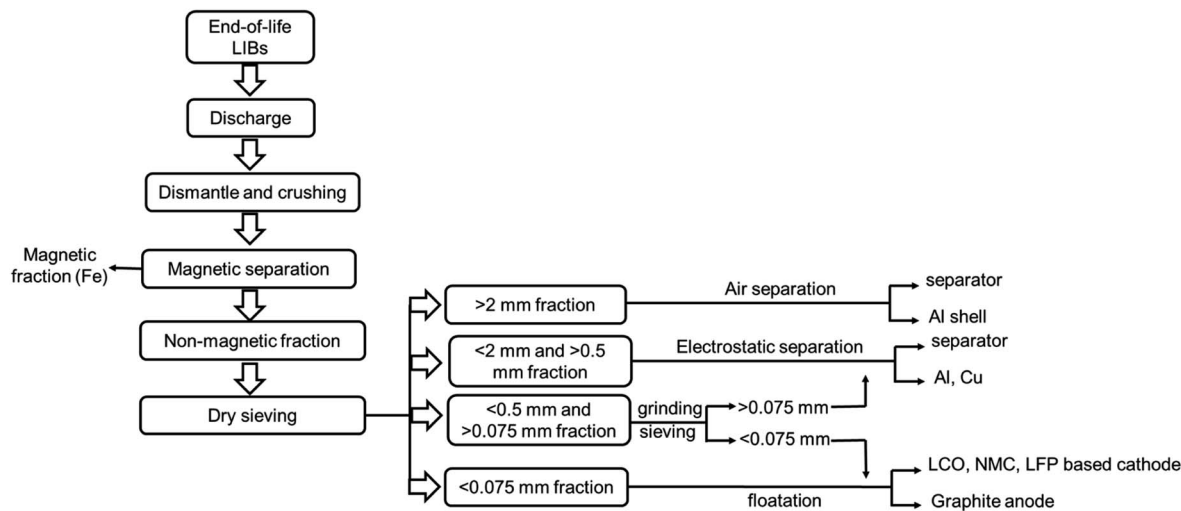 End-of-life
LIBs
Discharge
Dismantle and crushing
Magnetic
fraction (Fe)
Magnetic separation
Non-magnetic fraction
Dry sieving
>2 mm fraction
Air separation
separator
Al shell
<2 mm and >0.5
mm fraction
Electrostatic separation
separator
Al, Cu
<0.5 mm and
>0.075 mm fraction
grinding
sieving
>0.075 mm
<0.075 mm
<0.075 mm fraction
floatation
LCO, NMC, LFP based cathode
Graphite anode